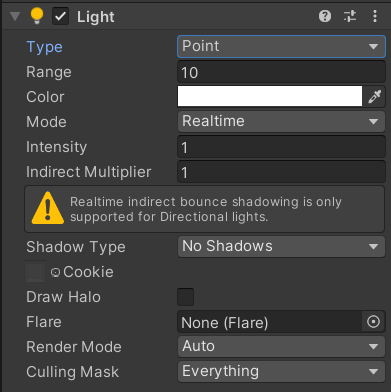 Light
Type Point
Range 10
Color
Mode Realtime
Intensity 1
Indirect Multiplier 1
Realtime indirect bounce shadowing is only
supported for Directional lights.
Shadow Type No Shadows
Cookie
Draw Halo
Flare None (Flare)
Render Mode Auto
Culling Mask Everything